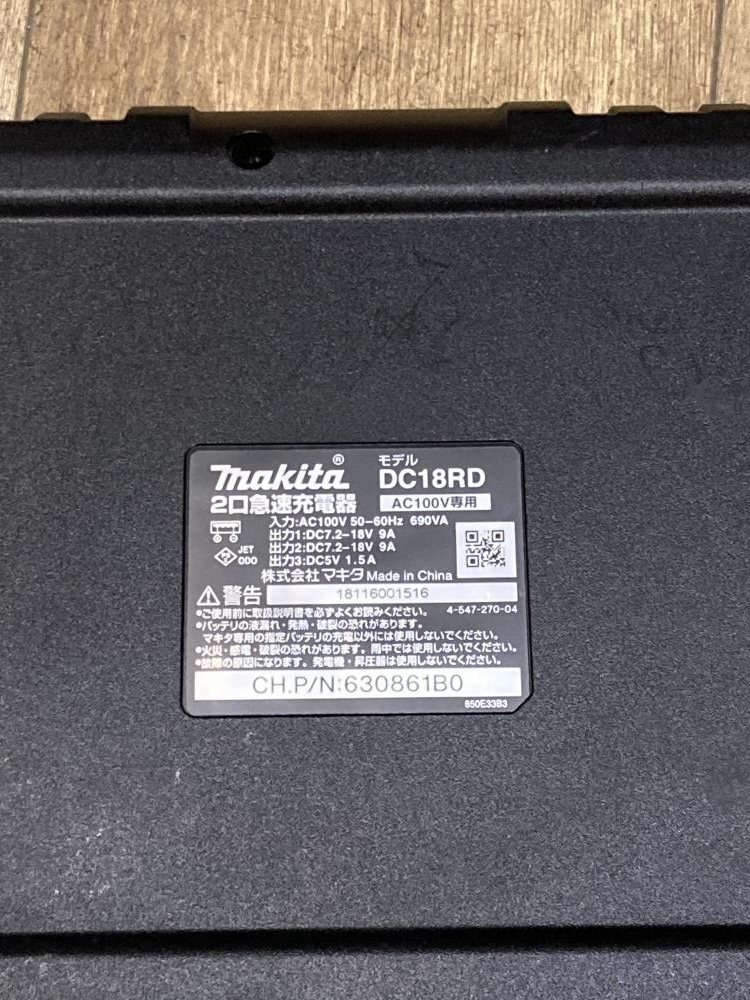 makita® モデル DC18RD
2口急速充電器 AC100V専用
入力:AC100V 50-60Hz 690VA
出力1:DC7.2-18V 9A
出力2:DC7.2-18V 9A
出力3:DC5V 1.5A
JET
ODO
株式会社マキタ Made in China
⚠警告 18116001516
•ご使用前に取扱説明書を必ずよくお読みください。 4-547-270-04
•バッテリの液漏れ・発熱・破裂の恐れがあります。
マキタ専用の指定バッテリの充電以外には使用しないでください。
•火災・感電・破裂の恐れがあります。雨中では使用しないでください。
•故障の原因になります。発電機・昇圧器は使用しないでください。
CH.P/N:630861B0
850E33B3